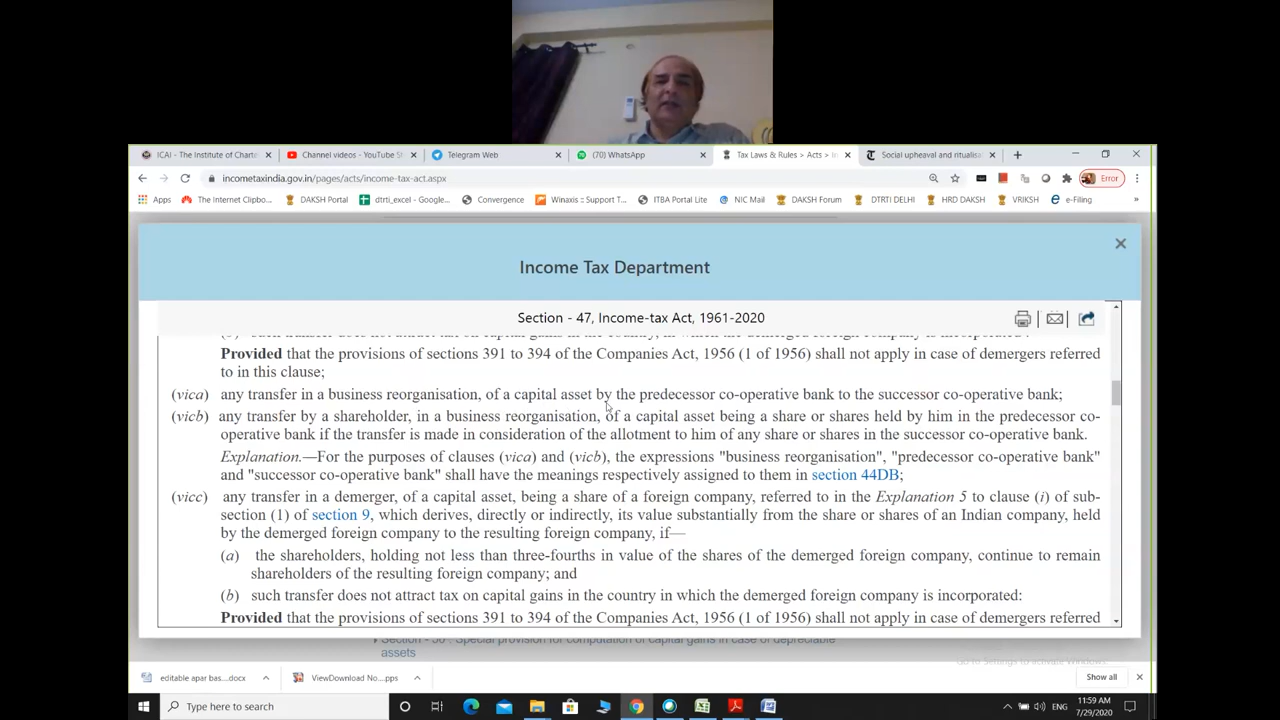 ICAI - The Institute of Charte
Channel videos - YouTube St
Telegram Web
(70) WhatsApp
Tax Laws & Rules > Acts > In
Social upheaval and ritualisa
incometaxindia.gov.in/pages/acts/income-tax-act.aspx
Error
Apps
The Internet Clipbo...
DAKSH Portal
dtrti_excel - Google...
Convergence
Winaxis :: Support T...
ITBA Portal Lite
NIC Mail
DAKSH Forum
DTRTI DELHI
HRD DAKSH
VRIKSH
e-Filing
Income Tax Department
Section - 47, Income-tax Act, 1961-2020
Provided that the provisions of sections 391 to 394 of the Companies Act, 1956 (1 of 1956) shall not apply in case of demergers referred
to in this clause;
(vica) any transfer in a business reorganisation, of a capital asset by the predecessor co-operative bank to the successor co-operative bank;
(vicb) any transfer by a shareholder, in a business reorganisation, of a capital asset being a share or shares held by him in the predecessor co-
operative bank if the transfer is made in consideration of the allotment to him of any share or shares in the successor co-operative bank.
Explanation.—For the purposes of clauses (vica) and (vicb), the expressions "business reorganisation", "predecessor co-operative bank"
and "successor co-operative bank" shall have the meanings respectively assigned to them in section 44DB;
(vicc) any transfer in a demerger, of a capital asset, being a share of a foreign company, referred to in the Explanation 5 to clause (i) of sub-
section (1) of section 9, which derives, directly or indirectly, its value substantially from the share or shares of an Indian company, held
by the demerged foreign company to the resulting foreign company, if—
(a) the shareholders, holding not less than three-fourths in value of the shares of the demerged foreign company, continue to remain
shareholders of the resulting foreign company; and
(b) such transfer does not attract tax on capital gains in the country in which the demerged foreign company is incorporated:
Provided that the provisions of sections 391 to 394 of the Companies Act, 1956 (1 of 1956) shall not apply in case of demergers referred
assets
editable apar bas....docx
ViewDownload No....pps
Show all
Type here to search
ENG
11:59 AM
7/29/2020